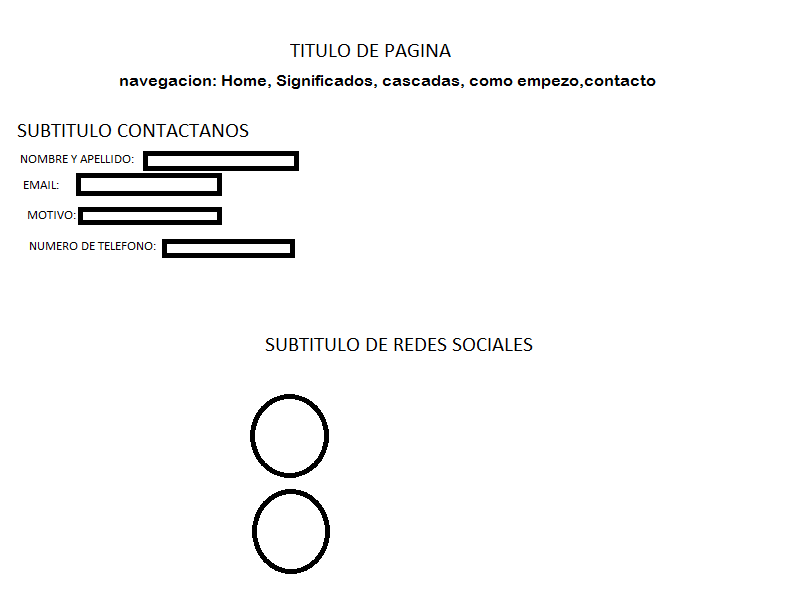 TITULO DE PAGINA
navegacion: Home, Significados, cascadas, como empezo,contacto
SUBTITULO CONTACTANOS
NOMBRE Y APELLIDO:
EMAIL:
MOTIVO:
NUMERO DE TELEFONO:
SUBTITULO DE REDES SOCIALES